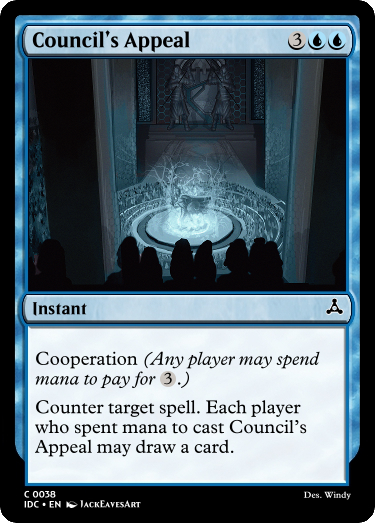 Council's Appeal 3
Instant
Cooperation (Any player may spend
mana to pay for 3.)
Counter target spell. Each player
who spent mana to cast Council's
Appeal may draw a card.
C 0038
IDC • EN JackEavesArt
Des. Windy